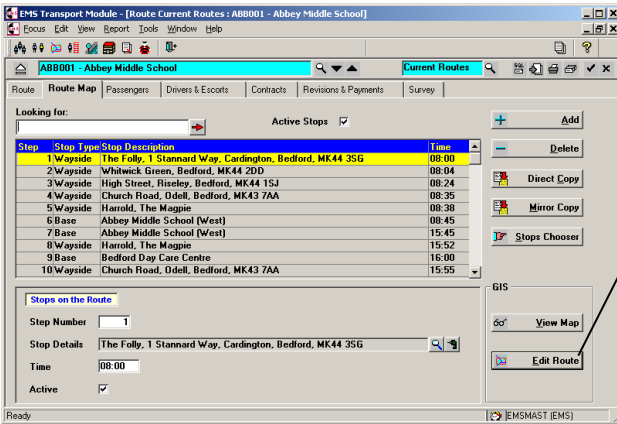 EMS Transport Module - [Route Current Routes : ABB001 - Abbey Middle School]
Focus Edit View Report Tools Window Help
ABB001 - Abbey Middle School Current Routes
Route Route Map Passengers Drivers & Escorts Contracts Revisions & Payments Survey
Looking for:
Active Stops
Add
Step Stop Type Stop Description Time
1 Wayside The Folly, 1 Stannard Way, Cardington, Bedford, MK44 3SG 08:00
Delete
2 Wayside Whitwick Green, Bedford, MK44 2DD 08:04
3 Wayside High Street, Riseley, Bedford, MK44 1SJ 08:24
Direct Copy
4 Wayside Church Road, Odell, Bedford, MK43 7AA 08:35
5 Wayside Harrold, The Magpie 08:38
Mirror Copy
6 Base Abbey Middle School (West) 08:45
7 Base Abbey Middle School (West) 15:45
Stops Chooser
8 Wayside Harrold, The Magpie 15:52
9 Base Bedford Day Care Centre 16:00
10 Wayside Church Road, Odell, Bedford, MK43 7AA 15:55
GIS
Stops on the Route
Step Number 1
View Map
Stop Details The Folly, 1 Stannard Way, Cardington, Bedford, MK44 3SG
Time 08:00
Edit Route
Active
Ready EMSMAST (EMS)